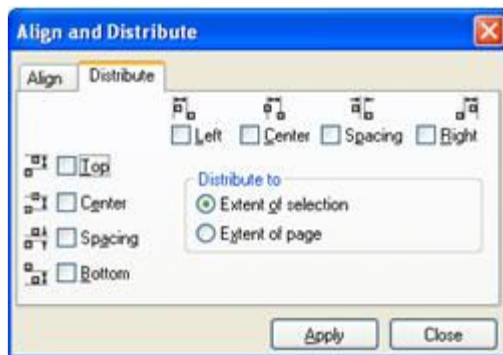 Align and Distribute
Align Distribute
Left Center Spacing Right
Top
Distribute to
Center
Extent of selection
Spacing
Extent of page
Bottom
Apply Close